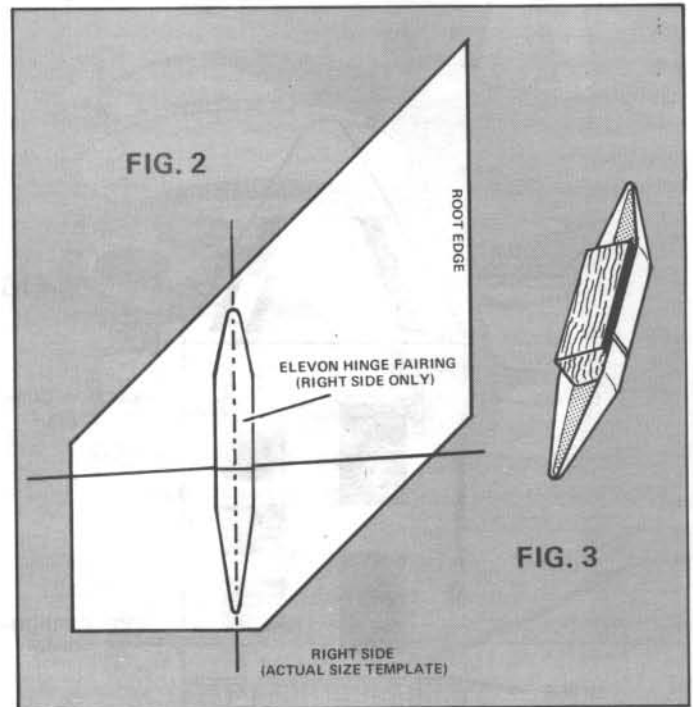 FIG. 2
ROOT EDGE
ELEVON HINGE FAIRING
(RIGHT SIDE ONLY)
FIG. 3
RIGHT SIDE
(ACTUAL SIZE TEMPLATE)